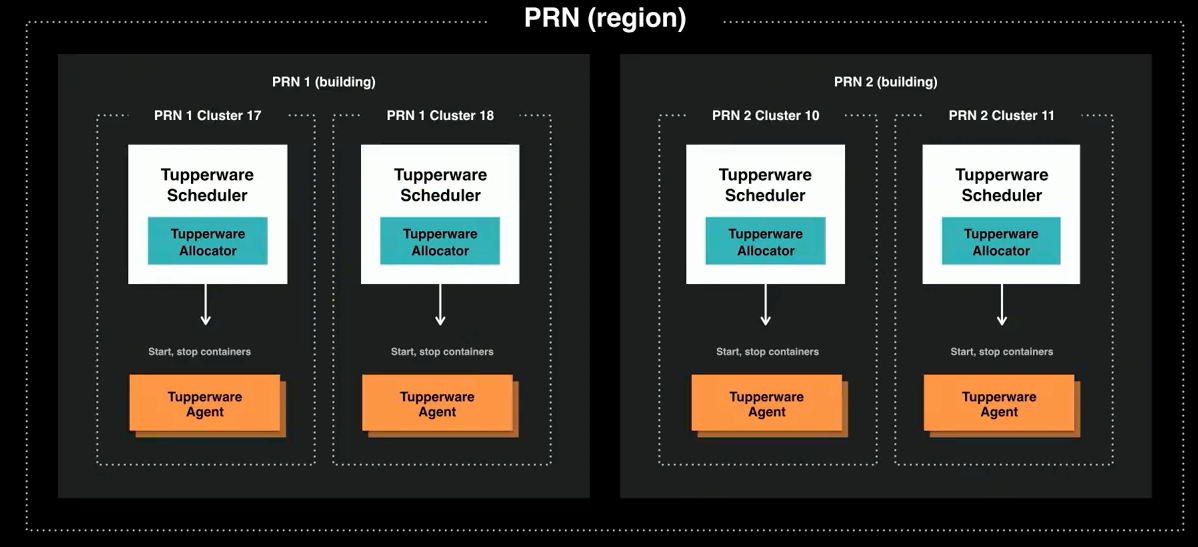 PRN (region)
PRN 1 (building)
PRN 1 Cluster 17
Tupperware
Scheduler
Tupperware
Allocator
Start, stop containers
Tupperware
Agent
PRN 1 Cluster 18
Tupperware
Scheduler
Tupperware
Allocator
Start, stop containers
Tupperware
Agent
PRN 2 (building)
PRN 2 Cluster 10
Tupperware
Scheduler
Tupperware
Allocator
Start, stop containers
Tupperware
Agent
PRN 2 Cluster 11
Tupperware
Scheduler
Tupperware
Allocator
Start, stop containers
Tupperware
Agent